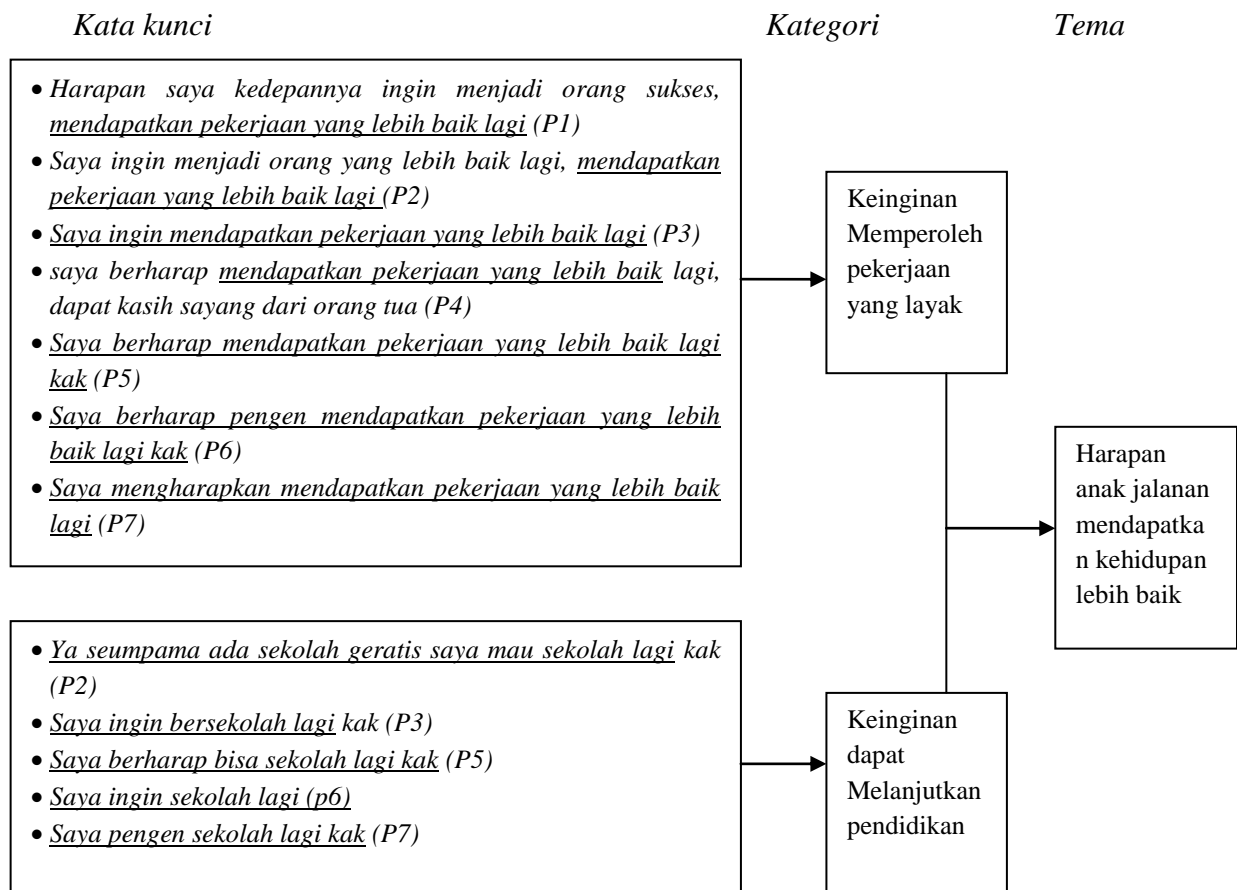 Kata kunci Kategori Tema
• Harapan saya kedepannya ingin menjadi orang sukses,
mendapatkan pekerjaan yang lebih baik lagi (P1)
• Saya ingin menjadi orang yang lebih baik lagi, mendapatkan
pekerjaan yang lebih baik lagi (P2)
• Saya ingin mendapatkan pekerjaan yang lebih baik lagi (P3)
• saya berharap mendapatkan pekerjaan yang lebih baik lagi,
dapat kasih sayang dari orang tua (P4)
• Saya berharap mendapatkan pekerjaan yang lebih baik lagi
kak (P5)
• Saya berharap pengen mendapatkan pekerjaan yang lebih
baik lagi kak (P6)
• Saya mengharapkan mendapatkan pekerjaan yang lebih baik
lagi (P7)
Keinginan
Memperoleh
pekerjaan
yang layak
• Ya seumpama ada sekolah geratis saya mau sekolah lagi kak
(P2)
• Saya ingin bersekolah lagi kak (P3)
• Saya berharap bisa sekolah lagi kak (P5)
• Saya ingin sekolah lagi (p6)
• Saya pengen sekolah lagi kak (P7)
Keinginan
dapat
Melanjutkan
pendidikan
Harapan
anak jalanan
mendapatka
n kehidupan
lebih baik